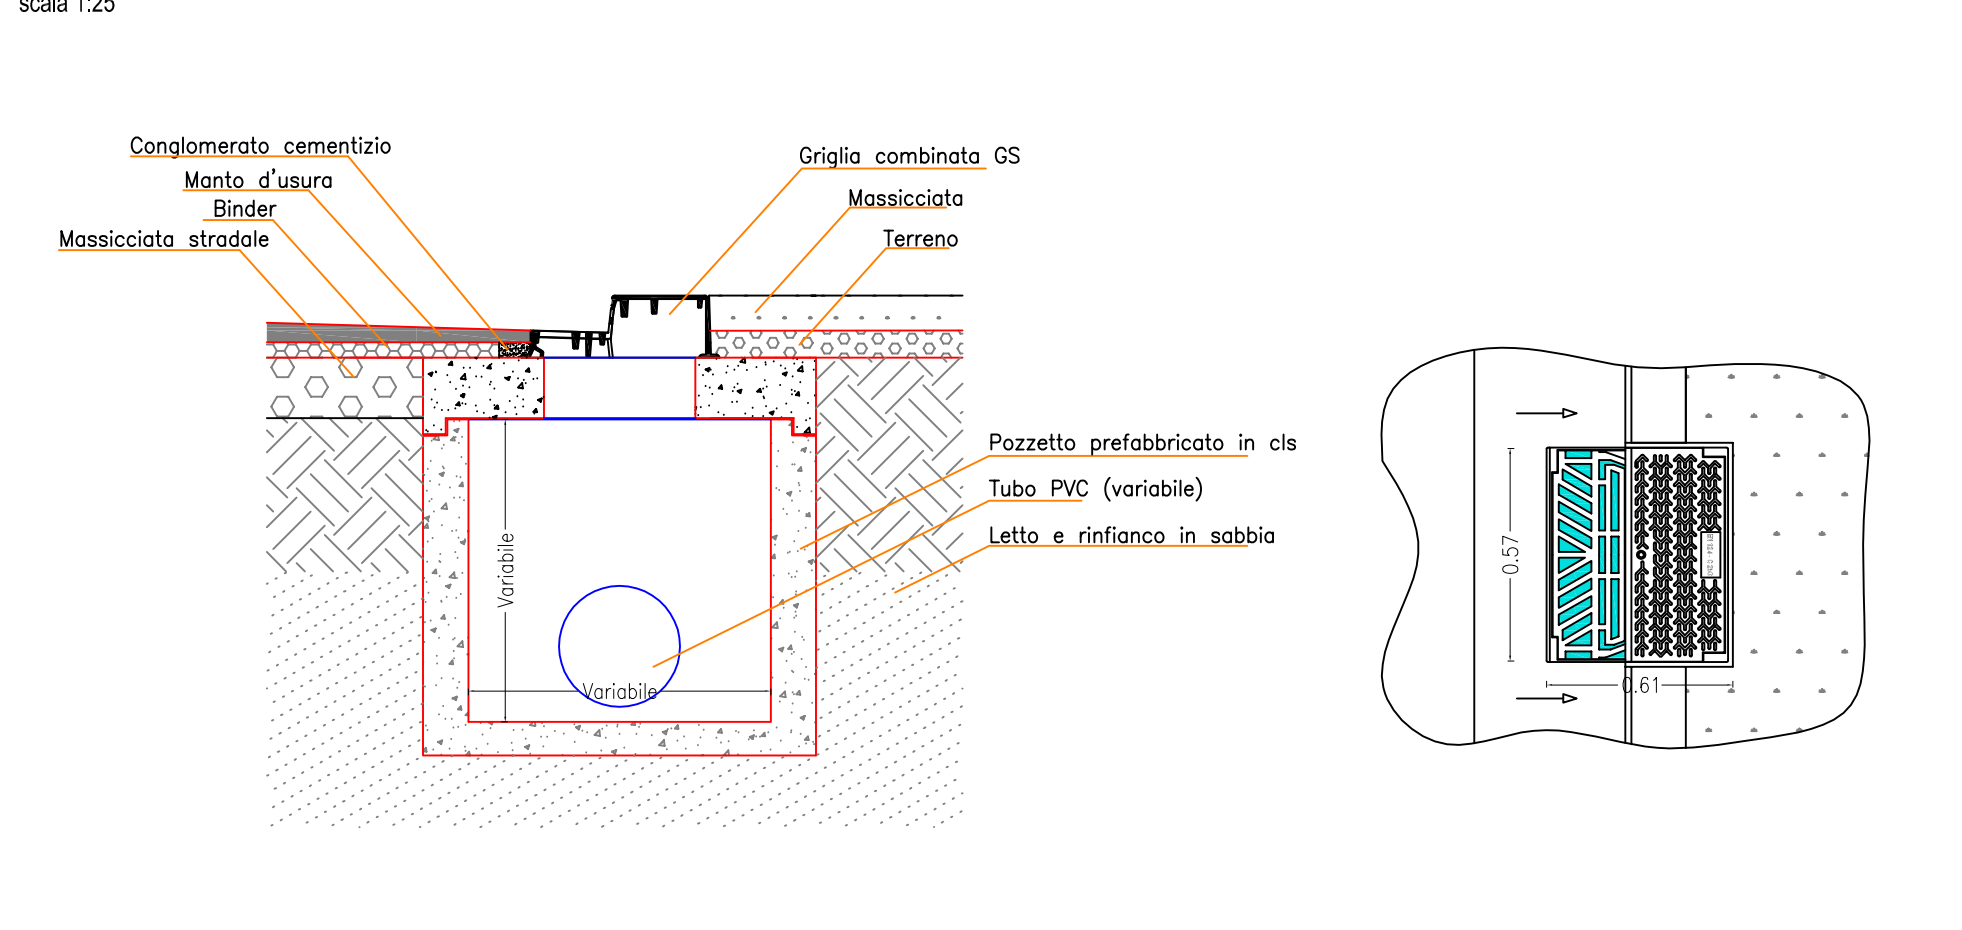 scala 1:25
Conglomerato cementizio
Manto d'usura
Binder
Massicciata stradale
Griglia combinata GS
Massicciata
Terreno
Pozzetto prefabbricato in cls
Tubo PVC (variabile)
Letto e rinfianco in sabbia
Variabile
Variabile
0.57
0.61